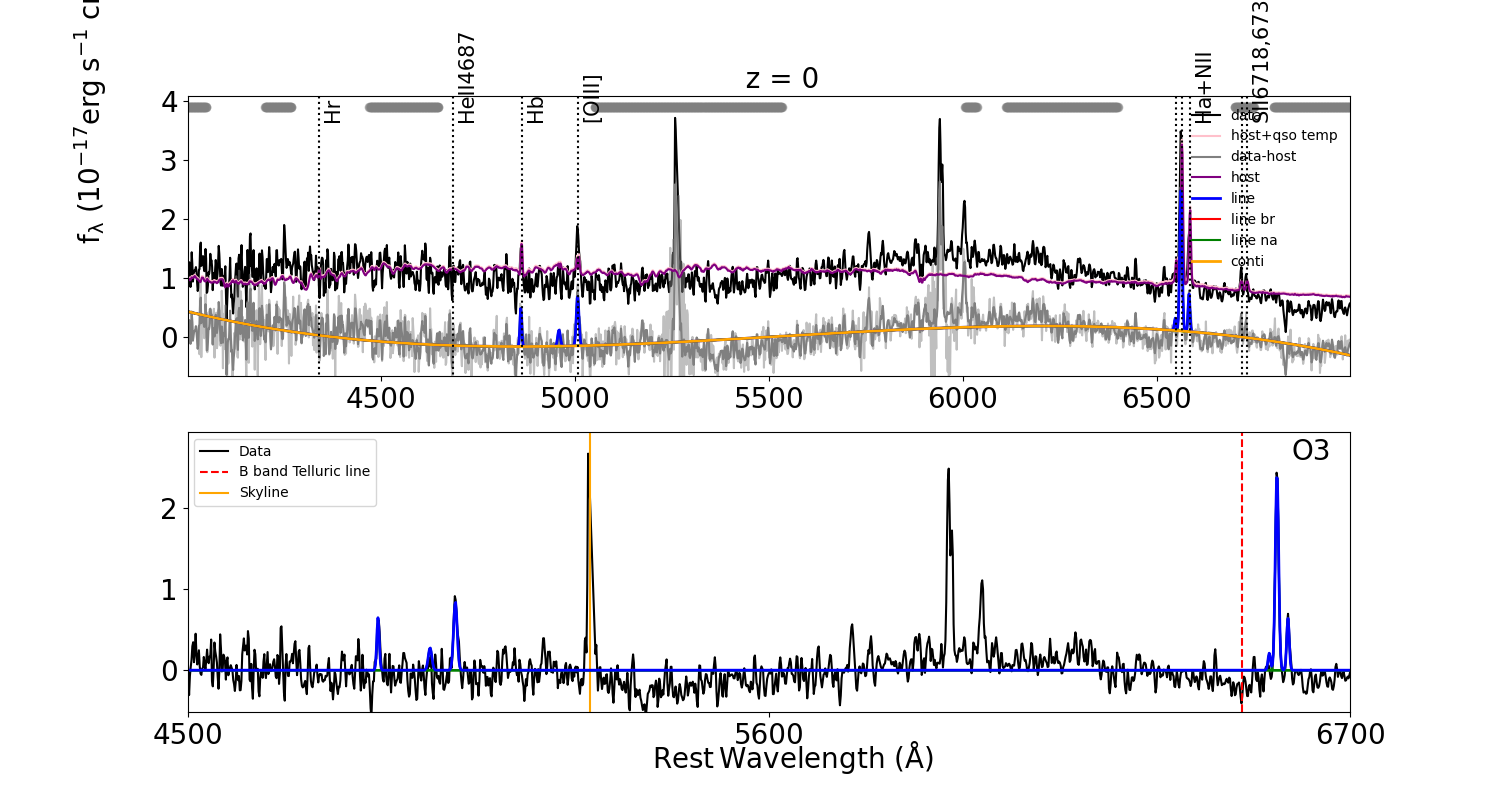 z = 0
f_λ (10^−17 erg s^−1
Hr
HeII4687
Hb
[OIII]
Ha+NII
SII6718,673
4
3
2
1
0
data
host+qso temp
data-host
host
line
line br
line na
conti
4500
5000
5500
6000
6500
Data
B band Telluric line
Skyline
O3
2
1
0
4500
5600
6700
Rest Wavelength (Å)